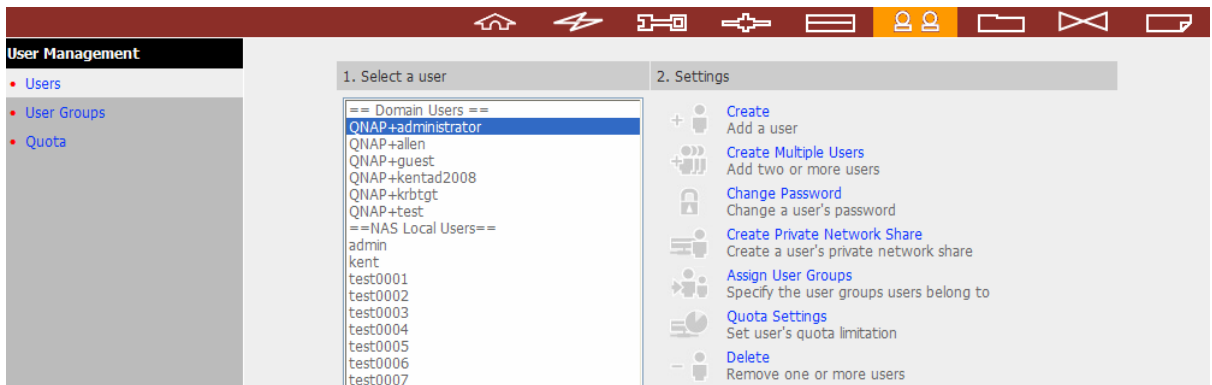 User Management
Users
User Groups
Quota
1. Select a user
== Domain Users ==
QNAP+administrator
QNAP+allen
QNAP+guest
QNAP+kentad2008
QNAP+krbtgt
QNAP+test
==NAS Local Users==
admin
kent
test0001
test0002
test0003
test0004
test0005
test0006
test0007
2. Settings
Create
Add a user
Create Multiple Users
Add two or more users
Change Password
Change a user's password
Create Private Network Share
Create a user's private network share
Assign User Groups
Specify the user groups users belong to
Quota Settings
Set user's quota limitation
Delete
Remove one or more users